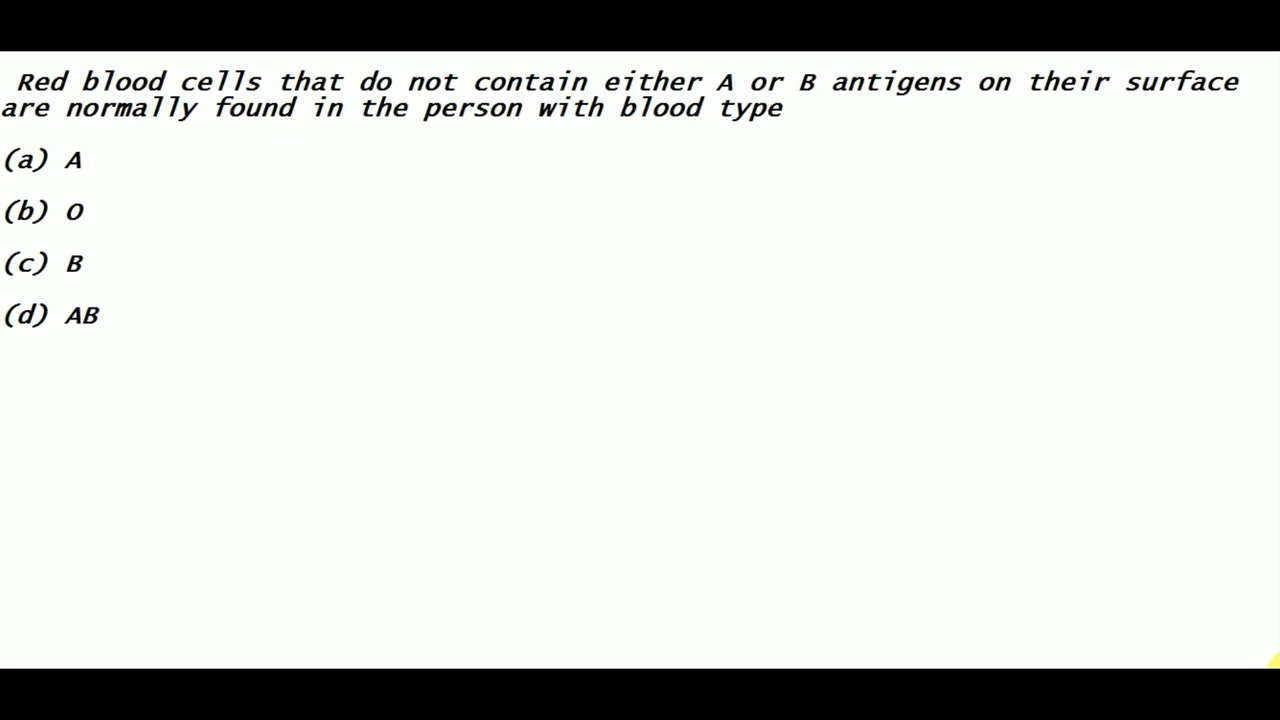 Red blood cells that do not contain either A or B antigens on their surface
are normally found in the person with blood type
(a) A
(b) O
(c) B
(d) AB